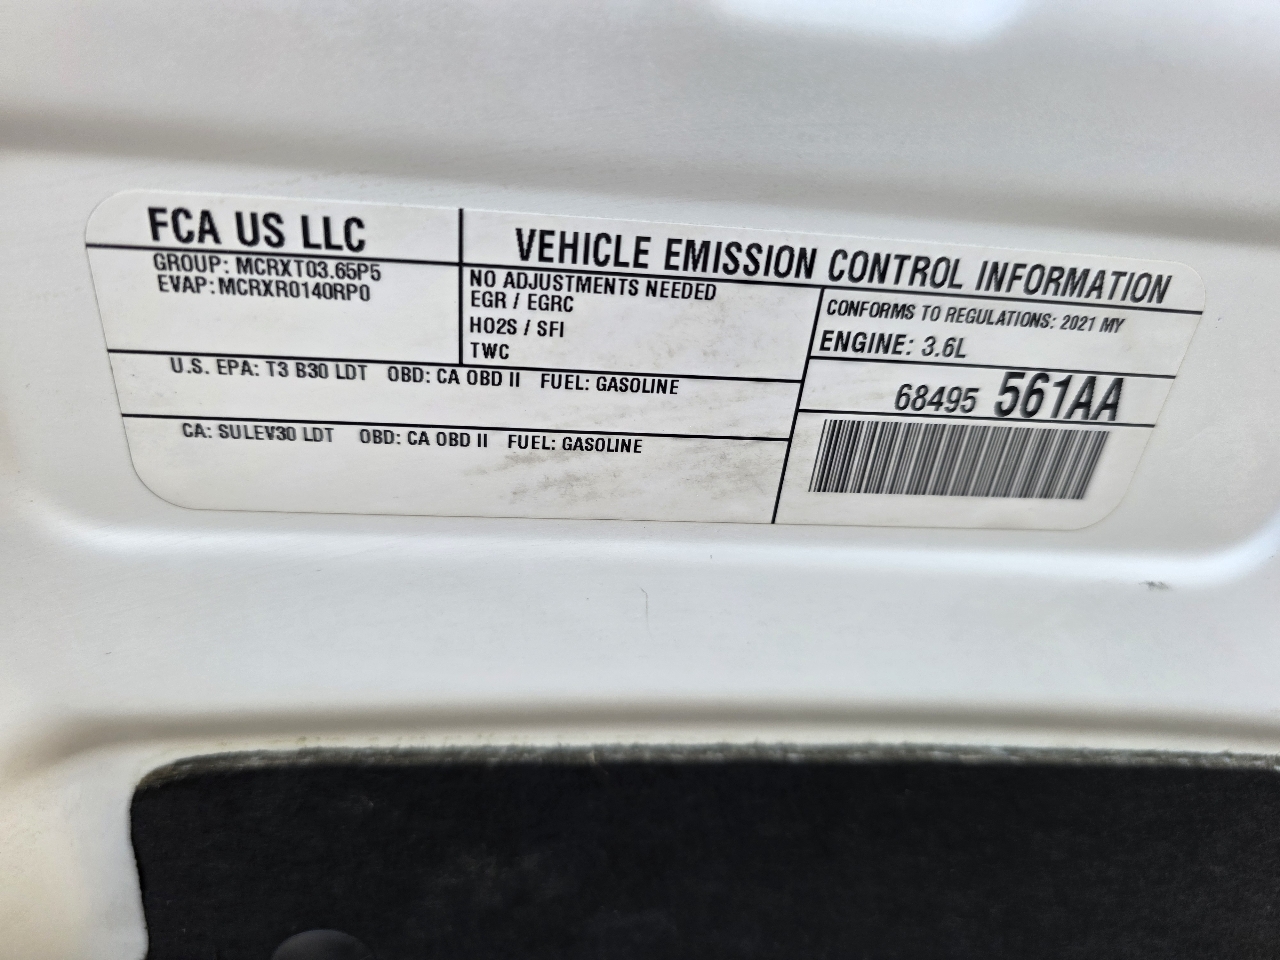 FCA US LLC
VEHICLE EMISSION CONTROL INFORMATION
GROUP: MCRXT03.65P5
EVAP: MCRXR0140RP0
NO ADJUSTMENTS NEEDED
EGR / EGRC
HO2S / SFI
TWC
CONFORMS TO REGULATIONS: 2021 MY
ENGINE: 3.6L
U.S. EPA: T3 B30 LDT OBD: CA OBD II FUEL: GASOLINE
68495 561AA
CA: SULEV30 LDT OBD: CA OBD II FUEL: GASOLINE